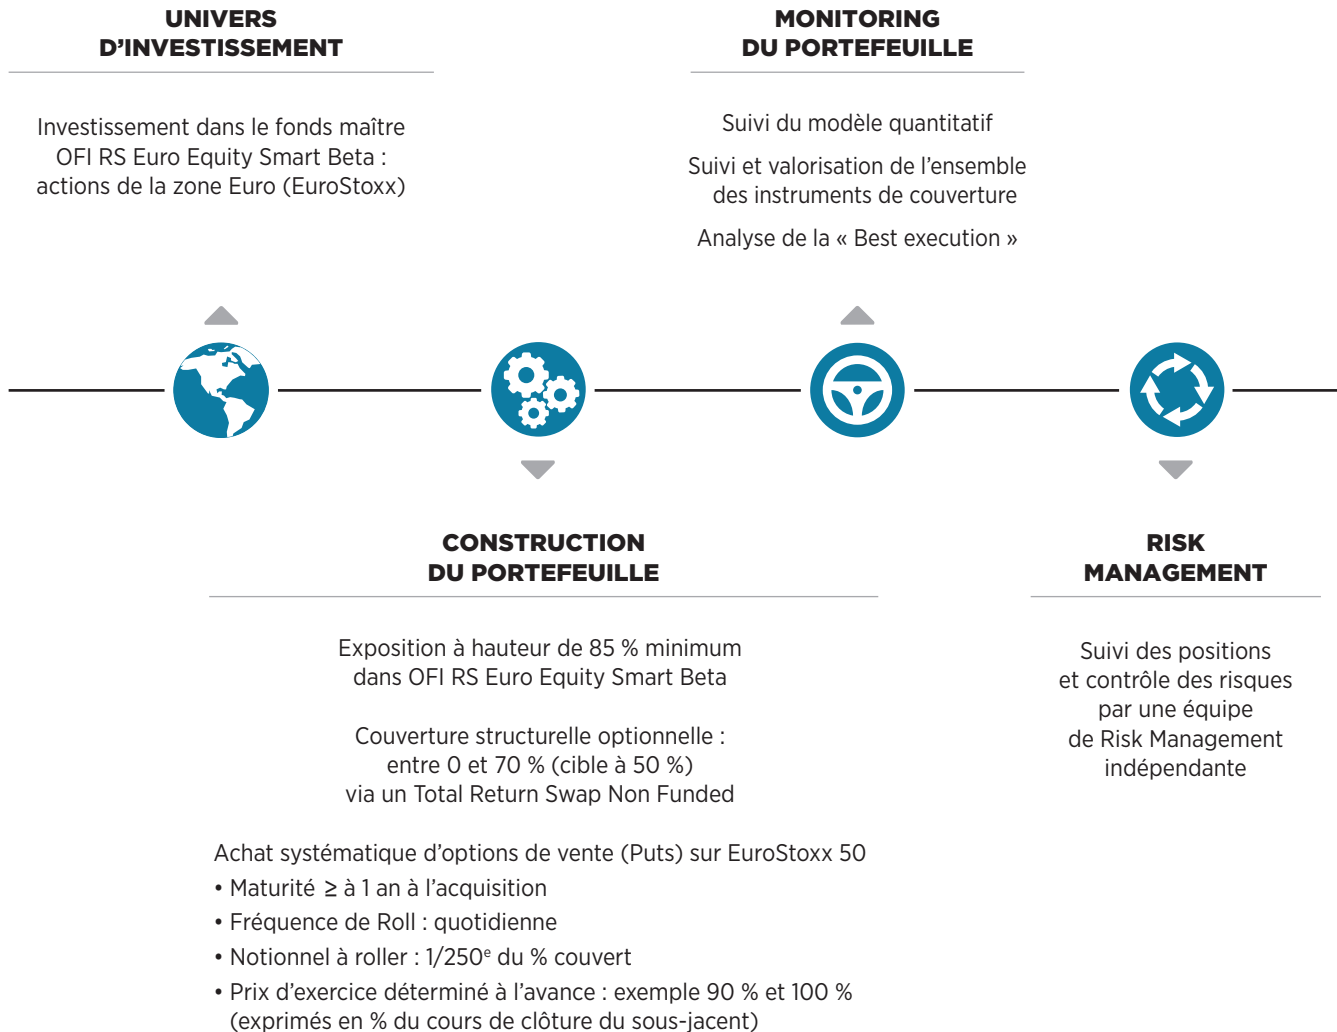 UNIVERS
D’INVESTISSEMENT
Investissement dans le fonds maître
OFI RS Euro Equity Smart Beta :
actions de la zone Euro (EuroStoxx)
MONITORING
DU PORTEFEUILLE
Suivi du modèle quantitatif
Suivi et valorisation de l’ensemble
des instruments de couverture
Analyse de la « Best execution »
CONSTRUCTION
DU PORTEFEUILLE
Exposition à hauteur de 85 % minimum
dans OFI RS Euro Equity Smart Beta
Couverture structurelle optionnelle :
entre 0 et 70 % (cible à 50 %)
via un Total Return Swap Non Funded
Achat systématique d’options de vente (Puts) sur EuroStoxx 50
• Maturité ≥ à 1 an à l’acquisition
• Fréquence de Roll : quotidienne
• Notionnel à roller : 1/250ᵉ du % couvert
• Prix d’exercice déterminé à l’avance : exemple 90 % et 100 %
(exprimés en % du cours de clôture du sous-jacent)
RISK
MANAGEMENT
Suivi des positions
et contrôle des risques
par une équipe
de Risk Management
indépendante